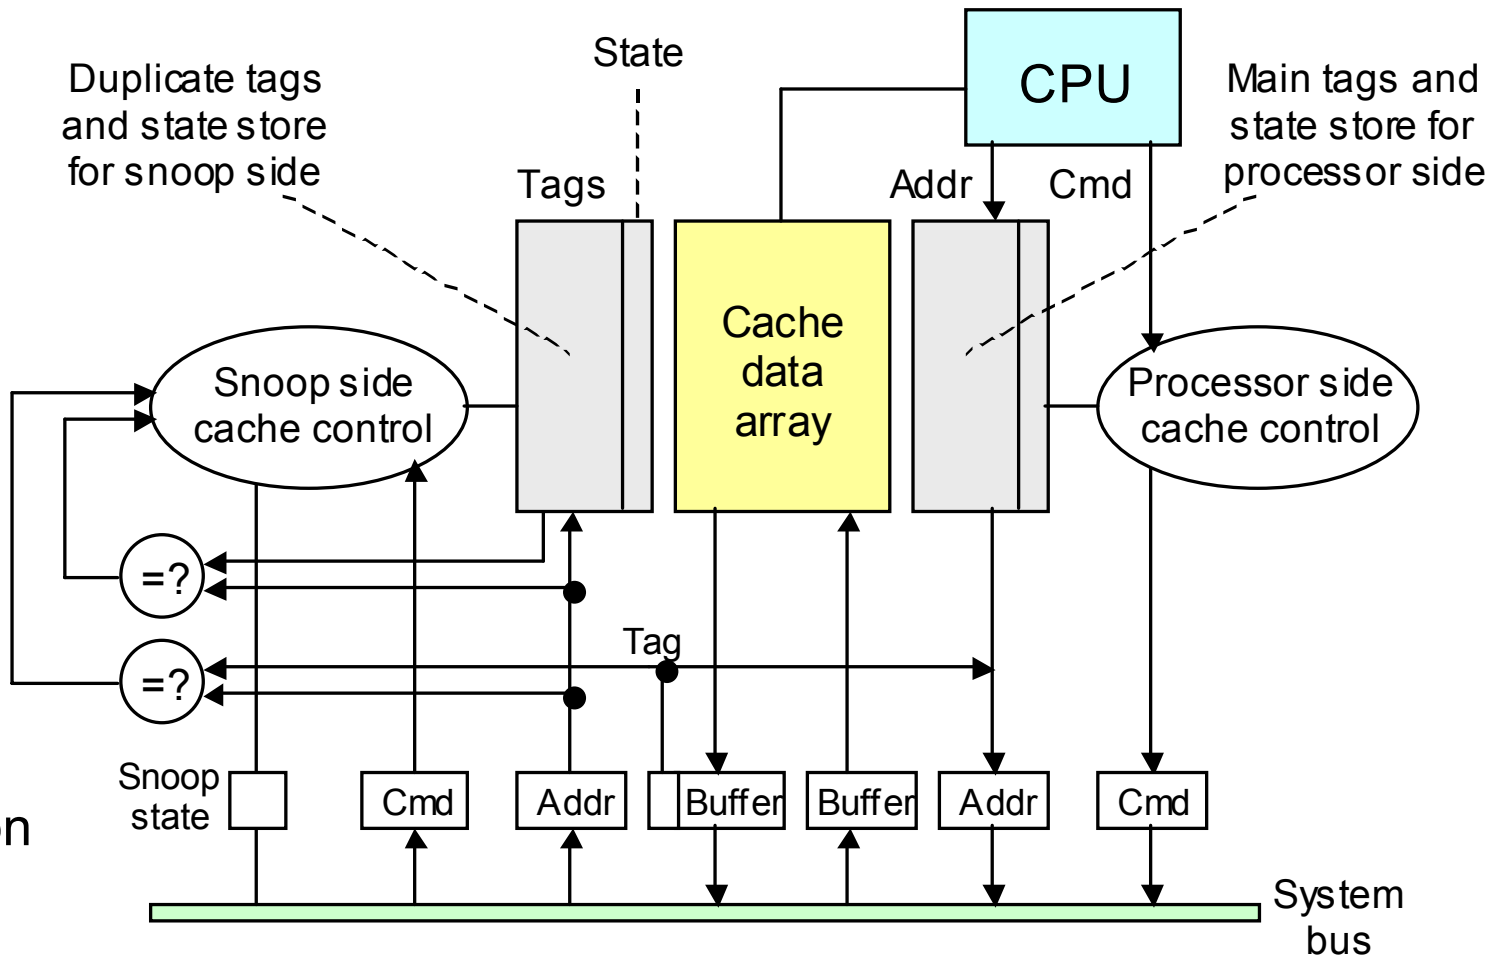 State
CPU
Duplicate tags
and state store
for snoop side
Main tags and
state store for
processor side
Tags
Addr
Cmd
Cache
data
array
Snoop side
cache control
Processor side
cache control
=?
=?
Tag
Snoop
state
Cmd
Addr
Buffer
Buffer
Addr
Cmd
on
System
bus